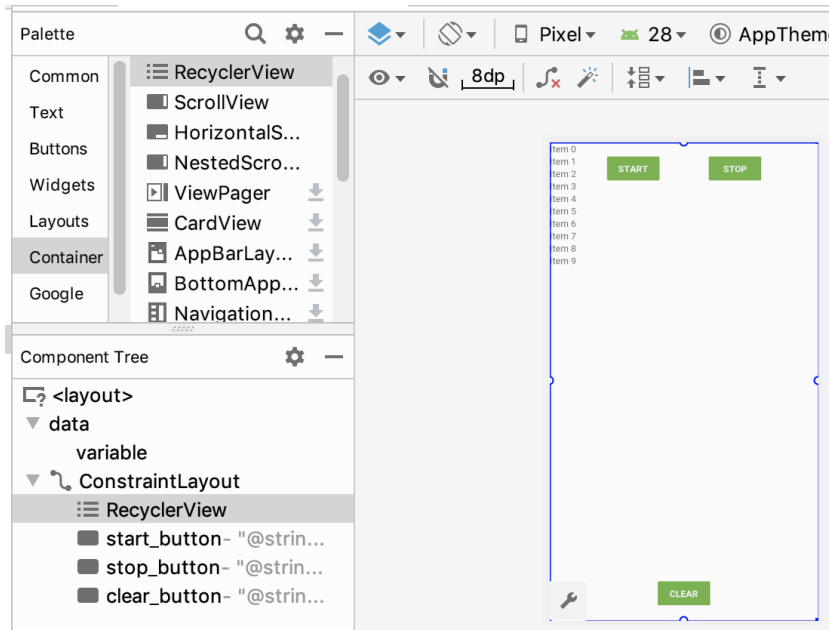 Palette
Common
Text
Buttons
Widgets
Layouts
Container
Google
RecyclerView
ScrollView
HorizontalS...
NestedScro...
ViewPager
CardView
AppBarLay...
BottomApp...
Navigation...
Pixel 28 AppTheme
8dp
Item 0
Item 1
Item 2
Item 3
Item 4
Item 5
Item 6
Item 7
Item 8
Item 9
START STOP
CLEAR
Component Tree
<layout>
data
variable
ConstraintLayout
RecyclerView
start_button- "@strin...
stop_button- "@strin...
clear_button- "@strin...